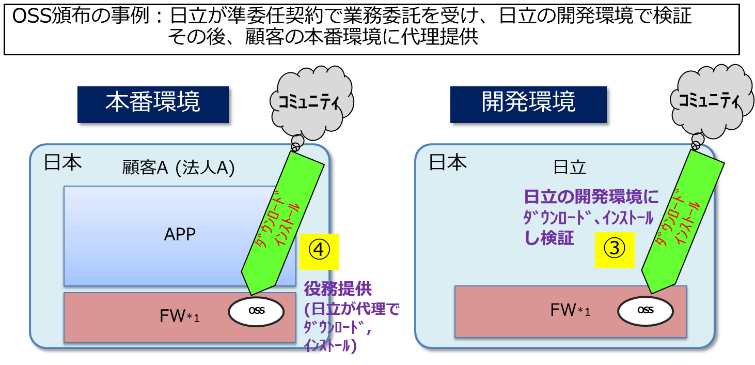 OSS頒布の事例：日立が準委任契約で業務委託を受け、日立の開発環境で検証
その後、顧客の本番環境に代理提供
本番環境
コミュニティ
日本
顧客A (法人A)
ﾀﾞｳﾝﾛｰﾄﾞ
ｲﾝｽﾄｰﾙ
APP
④
役務提供
(日立が代理で
ﾀﾞｳﾝﾛｰﾄﾞ,
ｲﾝｽﾄｰﾙ)
FW*1
OSS
開発環境
コミュニティ
日本
日立
日立の開発環境に
ﾀﾞｳﾝﾛｰﾄﾞ､ｲﾝｽﾄｰﾙ
し検証
③
ﾀﾞｳﾝﾛｰﾄﾞ
ｲﾝｽﾄｰﾙ
FW*1
OSS